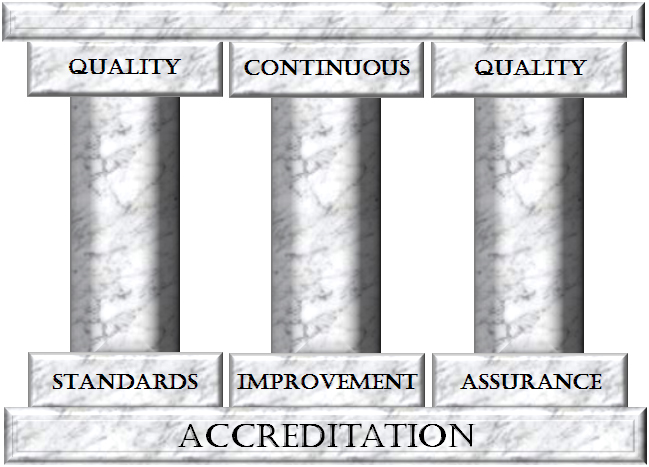 QUALITY
CONTINUOUS
QUALITY
STANDARDS
IMPROVEMENT
ASSURANCE
ACCREDITATION